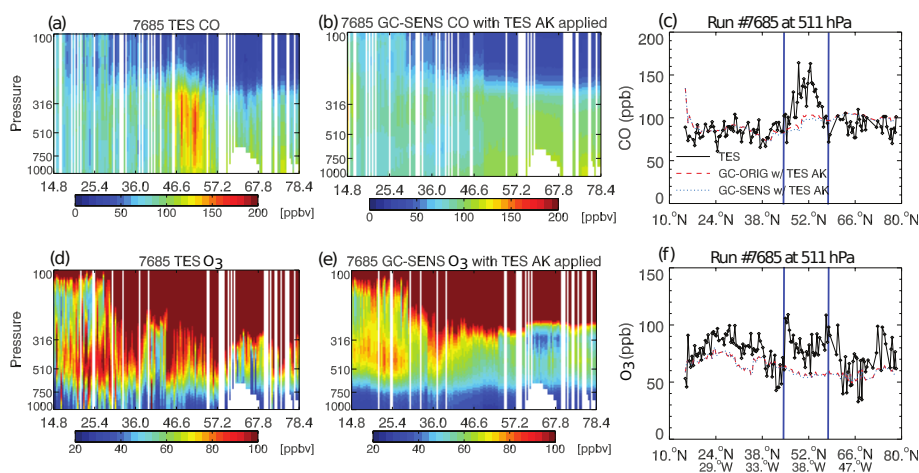 (a) 7685 TES CO
Pressure
100
316
510
750
1000
14.8 25.4 36.0 46.6 57.2 67.8 78.4
0 50 100 150 200 [ppbv]
(b) 7685 GC-SENS CO with TES AK applied
100
316
510
750
1000
14.8 25.4 36.0 46.6 57.2 67.8 78.4
0 50 100 150 200 [ppbv]
(c) Run #7685 at 511 hPa
CO (ppb)
200
150
100
50
0
TES
GC-ORIG w/ TES AK
GC-SENS w/ TES AK
10.°N 24.°N 38.°N 52.°N 66.°N 80.°N
(d) 7685 TES O3
Pressure
100
316
510
750
1000
14.8 25.4 36.0 46.6 57.2 67.8 78.4
20 40 60 80 100 [ppbv]
(e) 7685 GC-SENS O3 with TES AK applied
100
316
510
750
1000
14.8 25.4 36.0 46.6 57.2 67.8 78.4
20 40 60 80 100 [ppbv]
(f) Run #7685 at 511 hPa
O3 (ppb)
150
100
50
0
10.°N 24.°N 38.°N 52.°N 66.°N 80.°N
29.°W 33.°W 38.°W 47.°W